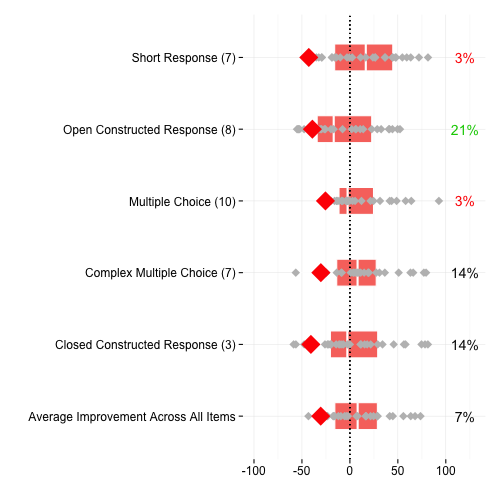 Short Response (7) 3%
Open Constructed Response (8) 21%
Multiple Choice (10) 3%
Complex Multiple Choice (7) 14%
Closed Constructed Response (3) 14%
Average Improvement Across All Items 7%
-100 -50 0 50 100